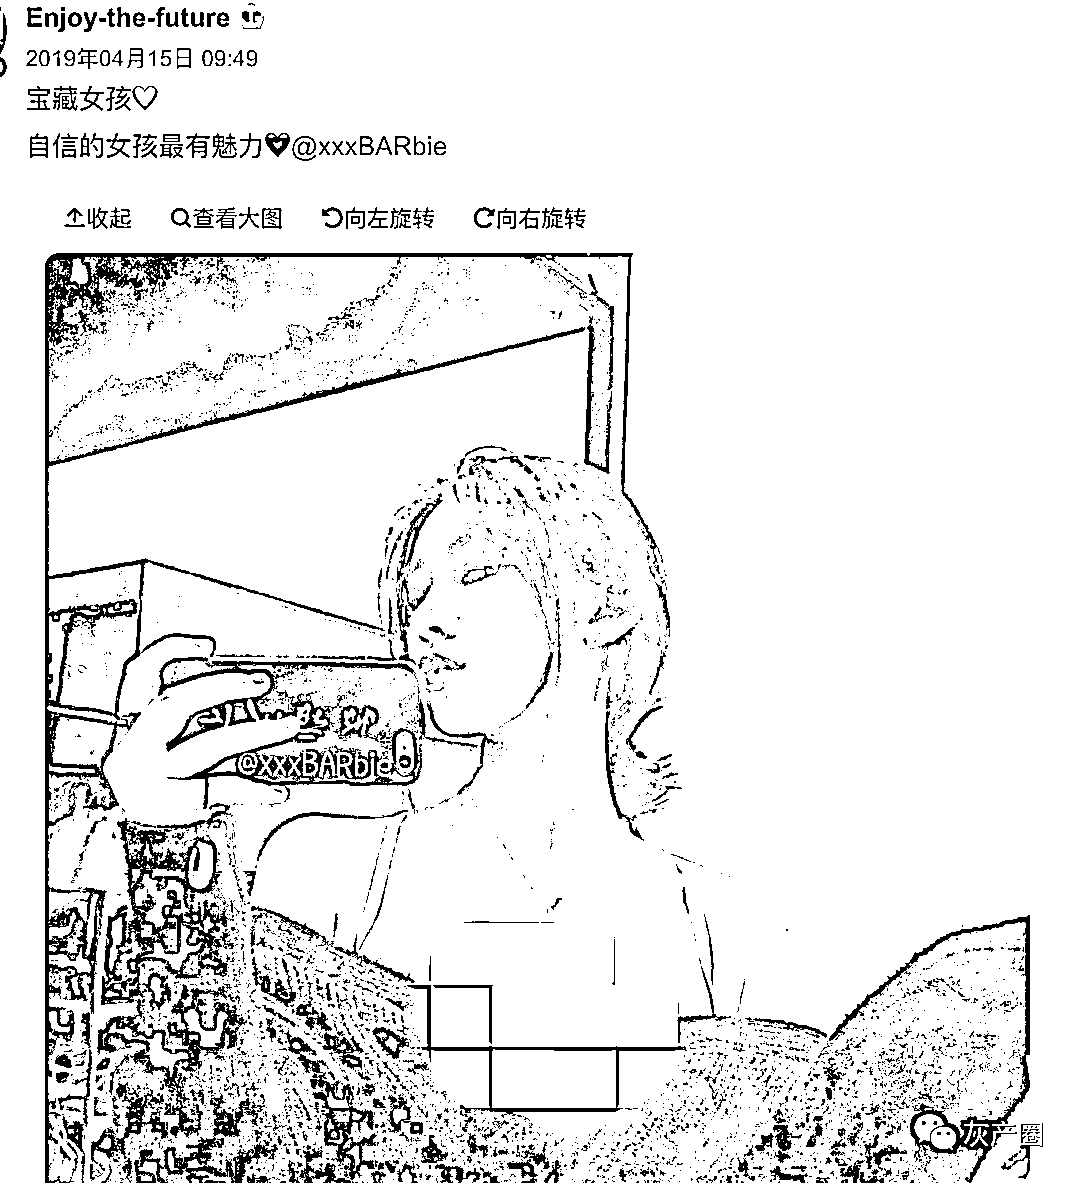 Enjoy-the-future
2019年04月15日 09:49
宝藏女孩♡
自信的女孩最有魅力@xxxBARbie
收起 查看大图 向左旋转 向右旋转
@xxxBARbie
灰产圈